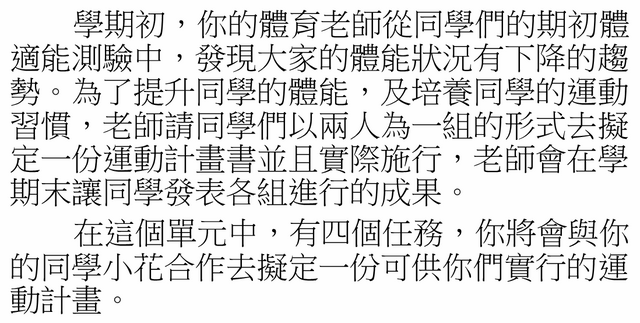 學期初，你的體育老師從同學們的期初體
適能測驗中，發現大家的體能狀況有下降的趨
勢。為了提升同學的體能，及培養同學的運動
習慣，老師請同學們以兩人為一組的形式去擬
定一份運動計畫書並且實際施行，老師會在學
期末讓同學發表各組進行的成果。
在這個單元中，有四個任務，你將會與你
的同學小花合作去擬定一份可供你們實行的運
動計畫。